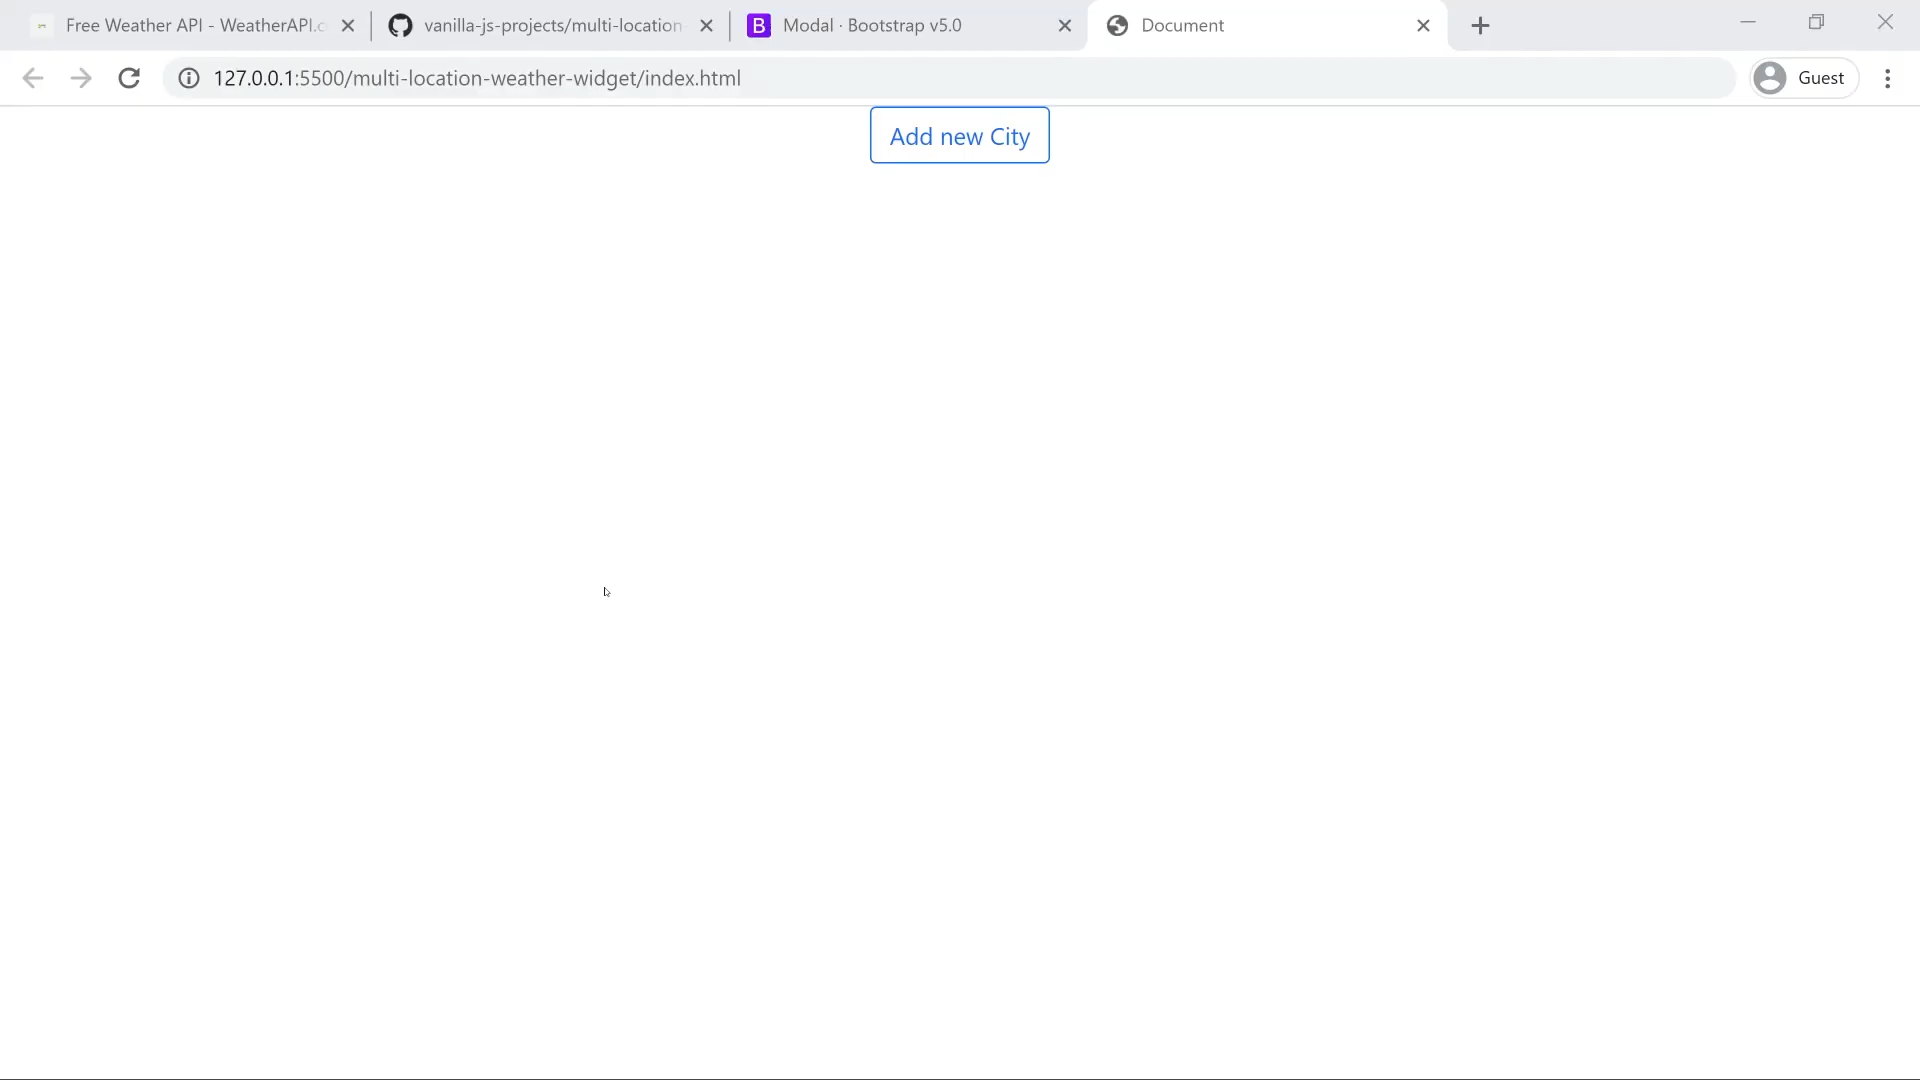 Free Weather API - WeatherAPI.c
vanilla-js-projects/multi-location-
B Modal · Bootstrap v5.0
Document
127.0.0.1:5500/multi-location-weather-widget/index.html
Guest
Add new City